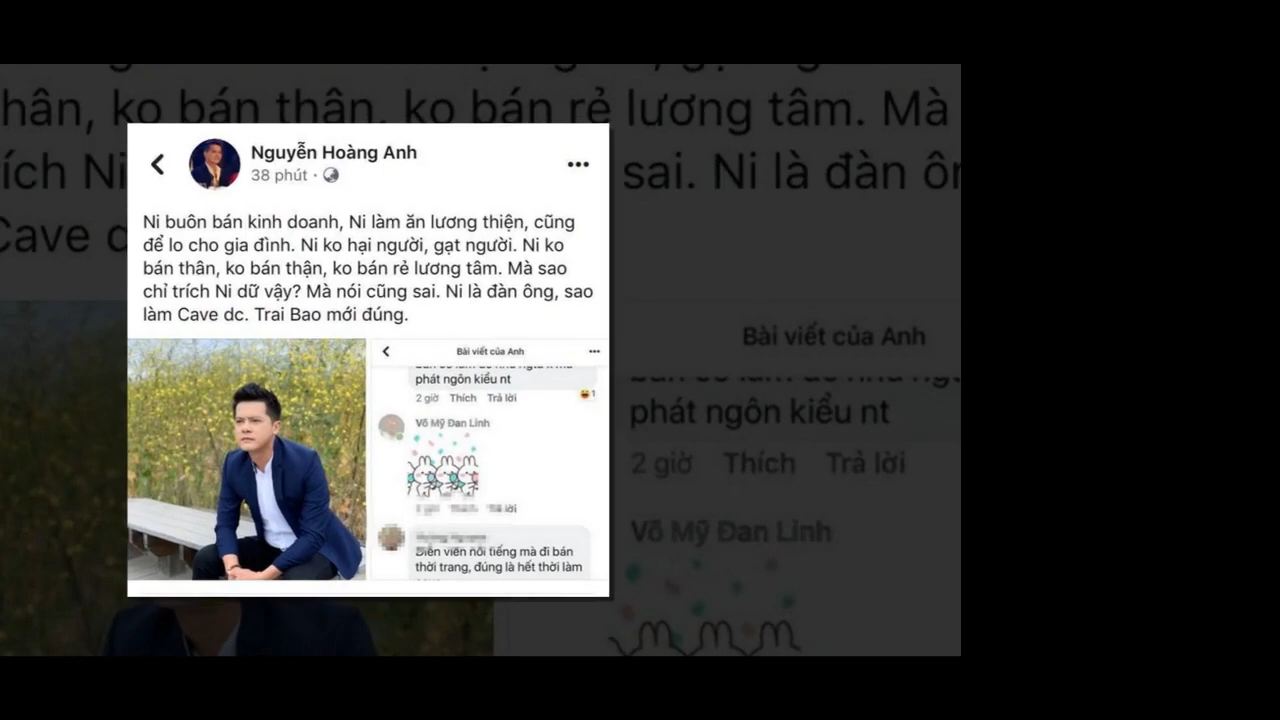 hân, ko bán thân, ko bán rẻ lương tâm. Mà
ích Ni
sai. Ni là đàn ôn
Cave d
Nguyễn Hoàng Anh
38 phút
Ni buôn bán kinh doanh, Ni làm ăn lương thiện, cũng
để lo cho gia đình. Ni ko hại người, gạt người. Ni ko
bán thân, ko bán thận, ko bán rẻ lương tâm. Mà sao
chỉ trích Ni dữ vậy? Mà nói cũng sai. Ni là đàn ông, sao
làm Cave dc. Trai Bao mới đúng.
Bài viết của Anh
phát ngôn kiểu nt
2 giờ Thích Trả lời
1
Võ Mỹ Đan Linh
Thích Trả lời
Diễn viên nổi tiếng mà đi bán
thời trang, đúng là hết thời làm
Bài viết của Anh
phát ngôn kiểu nt
2 giờ Thích Trả lời
Võ Mỹ Đan Linh